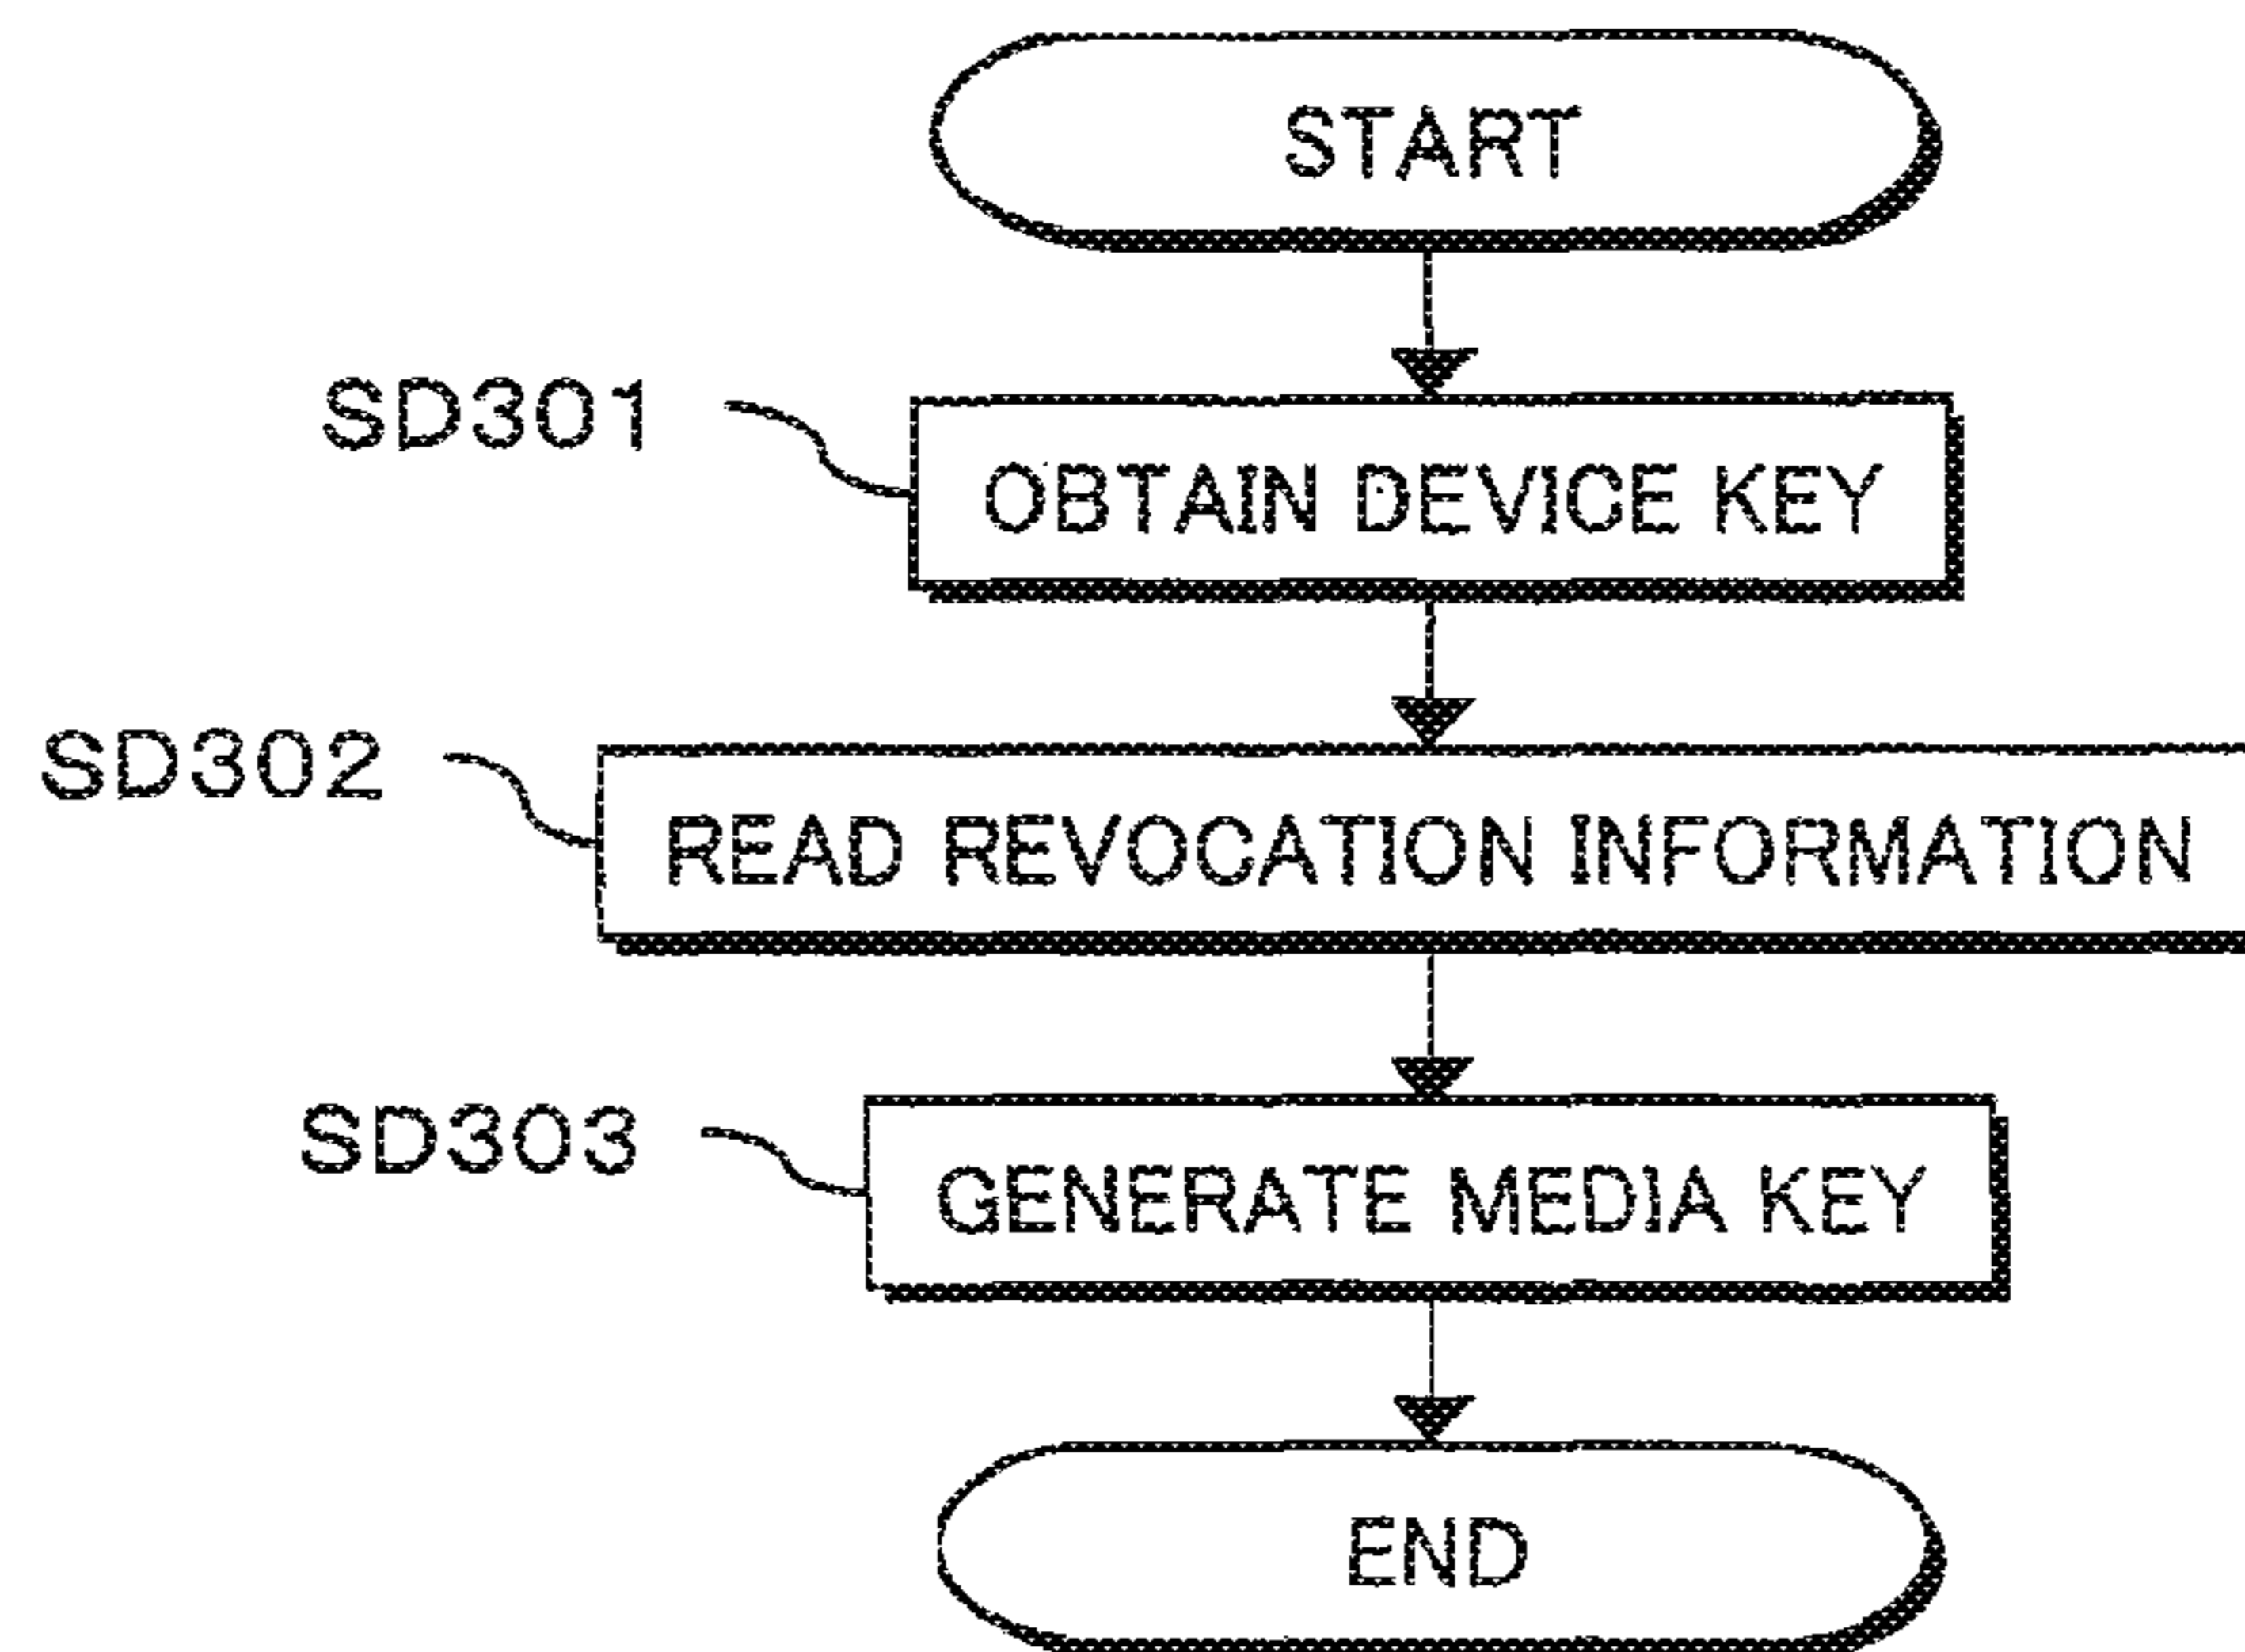 START
SD301
OBTAIN DEVICE KEY
SD302
READ REVOCATION INFORMATION
SD303
GENERATE MEDIA KEY
END